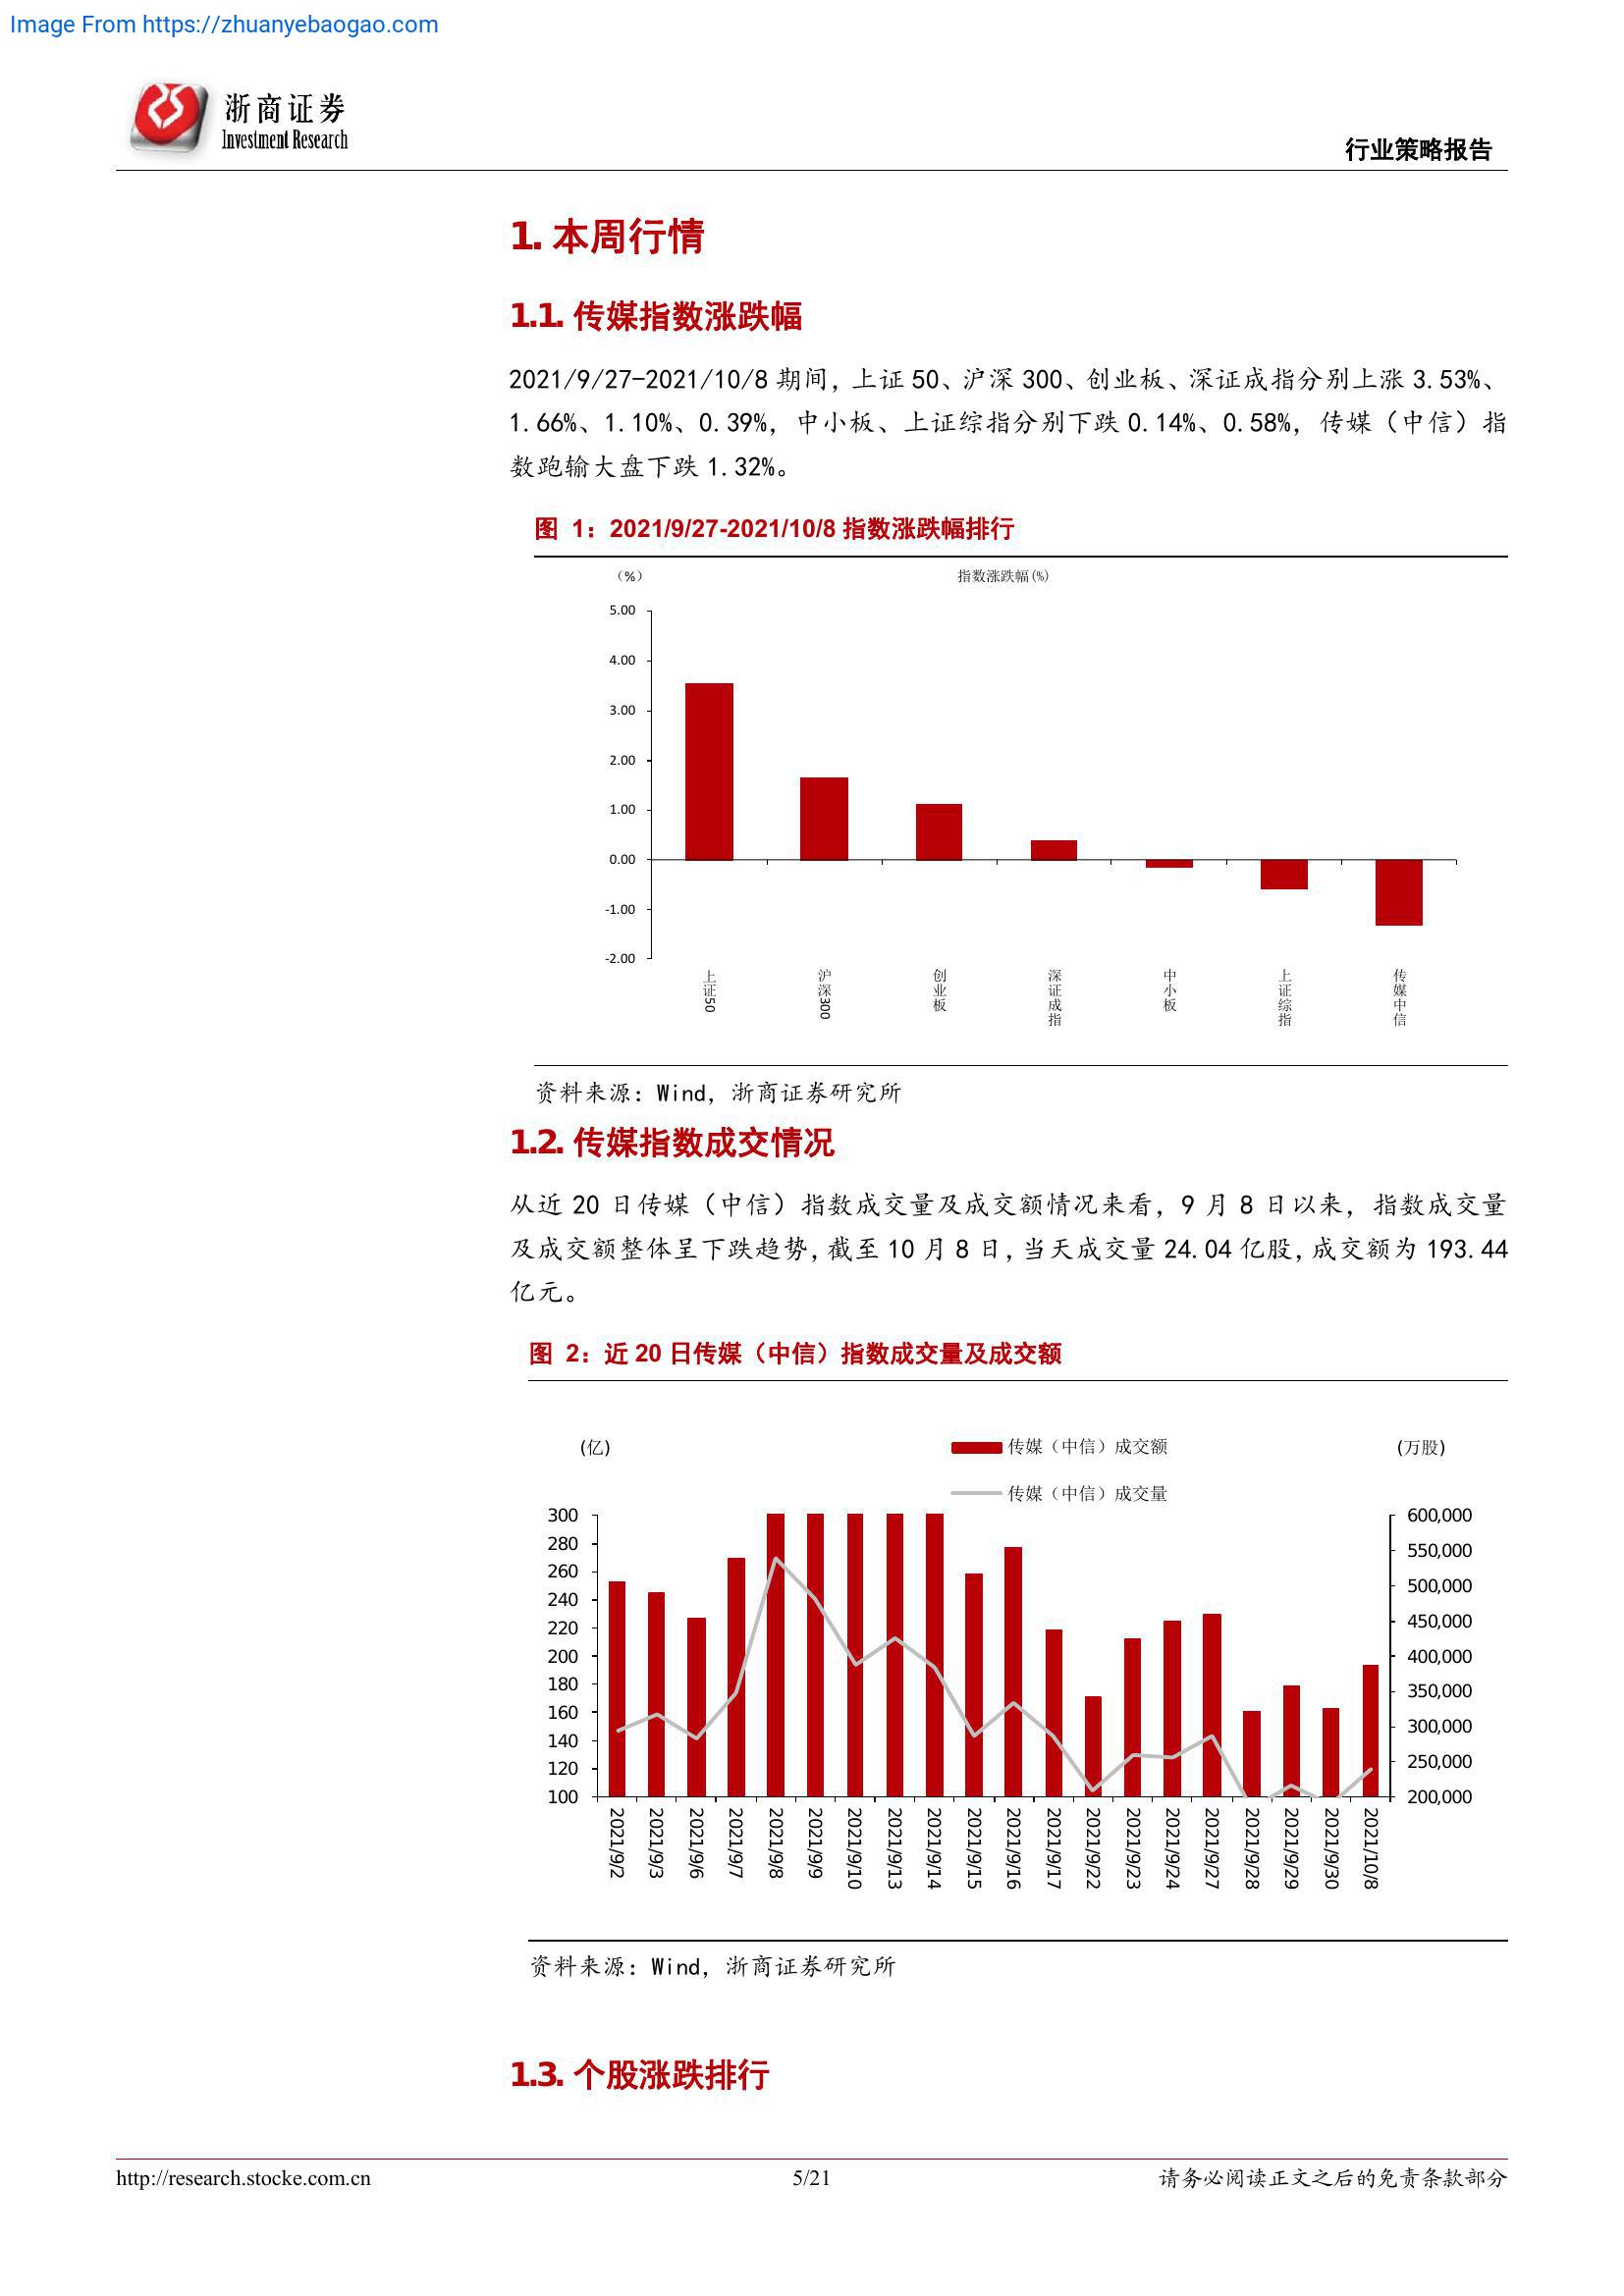 Image From https://zhuanyebaogao.com
浙商证券
Investment Research
行业策略报告
1. 本周行情
1.1. 传媒指数涨跌幅
2021/9/27-2021/10/8 期间，上证 50、沪深 300、创业板、深证成指分别上涨 3.53%、
1.66%、1.10%、0.39%，中小板、上证综指分别下跌 0.14%、0.58%，传媒（中信）指
数跑输大盘下跌 1.32%。
图 1：2021/9/27-2021/10/8 指数涨跌幅排行
（%）
指数涨跌幅(%)
5.00
4.00
3.00
2.00
1.00
0.00
-1.00
-2.00
上证50
沪深300
创业板
深证成指
中小板
上证综指
传媒中信
资料来源：Wind，浙商证券研究所
1.2. 传媒指数成交情况
从近 20 日传媒（中信）指数成交量及成交额情况来看，9 月 8 日以来，指数成交量
及成交额整体呈下跌趋势，截至 10 月 8 日，当天成交量 24.04 亿股，成交额为 193.44
亿元。
图 2：近 20 日传媒（中信）指数成交量及成交额
(亿)
传媒（中信）成交额
(万股)
传媒（中信）成交量
300
280
260
240
220
200
180
160
140
120
100
600,000
550,000
500,000
450,000
400,000
350,000
300,000
250,000
200,000
2021/9/2
2021/9/3
2021/9/6
2021/9/7
2021/9/8
2021/9/9
2021/9/10
2021/9/13
2021/9/14
2021/9/15
2021/9/16
2021/9/17
2021/9/22
2021/9/23
2021/9/24
2021/9/27
2021/9/28
2021/9/29
2021/9/30
2021/10/8
资料来源：Wind，浙商证券研究所
1.3. 个股涨跌排行
http://research.stocke.com.cn
5/21
请务必阅读正文之后的免责条款部分